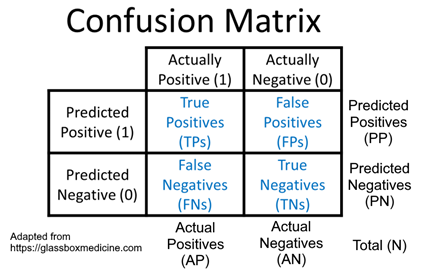 Confusion Matrix
Actually
Positive (1)
Actually
Negative (0)
Predicted
Positive (1)
True
Positives
(TPs)
False
Positives
(FPs)
Predicted
Positives
(PP)
Predicted
Negative (0)
False
Negatives
(FNs)
True
Negatives
(TNs)
Predicted
Negatives
(PN)
Adapted from
https://glassboxmedicine.com
Actual
Positives
(AP)
Actual
Negatives
(AN)
Total (N)